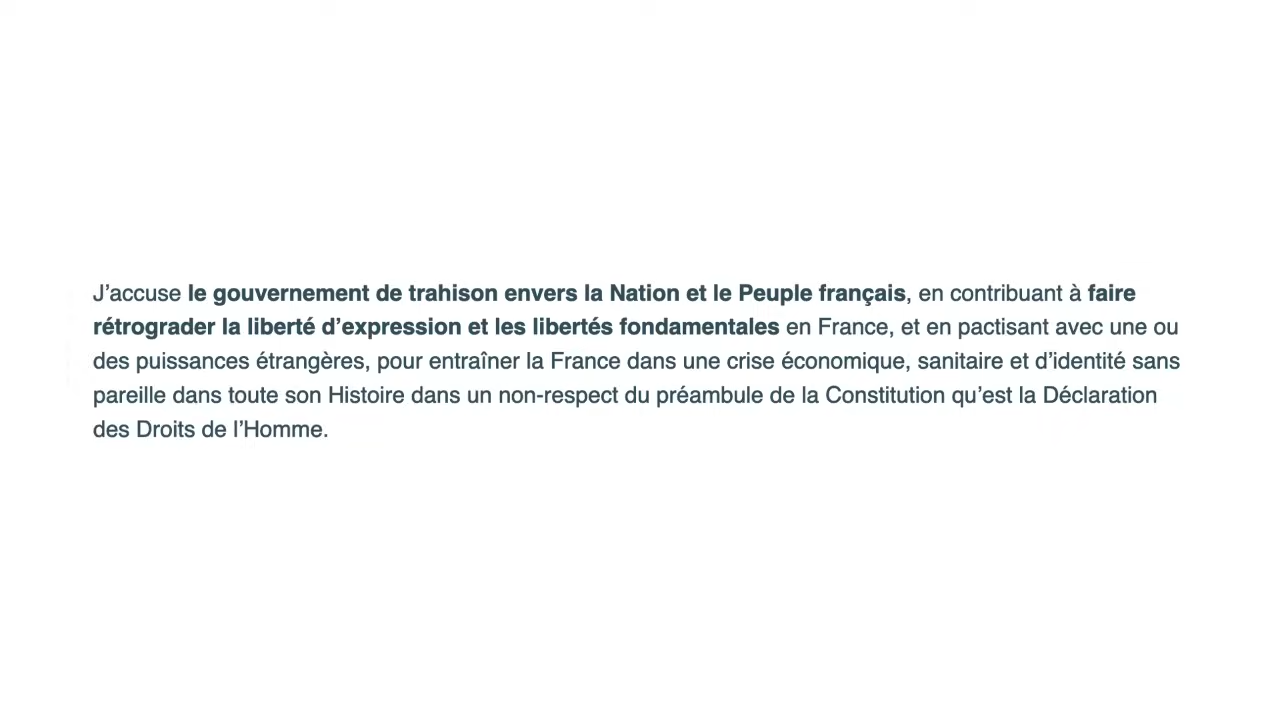 J’accuse le gouvernement de trahison envers la Nation et le Peuple français, en contribuant à faire
rétrograder la liberté d’expression et les libertés fondamentales en France, et en pactisant avec une ou
des puissances étrangères, pour entraîner la France dans une crise économique, sanitaire et d’identité sans
pareille dans toute son Histoire dans un non-respect du préambule de la Constitution qu’est la Déclaration
des Droits de l’Homme.